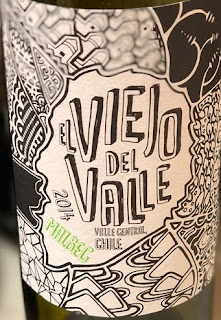 EL VIEJO
DEL
VALLE
2014
MALBEC
VALLE CENTRAL,
CHILE